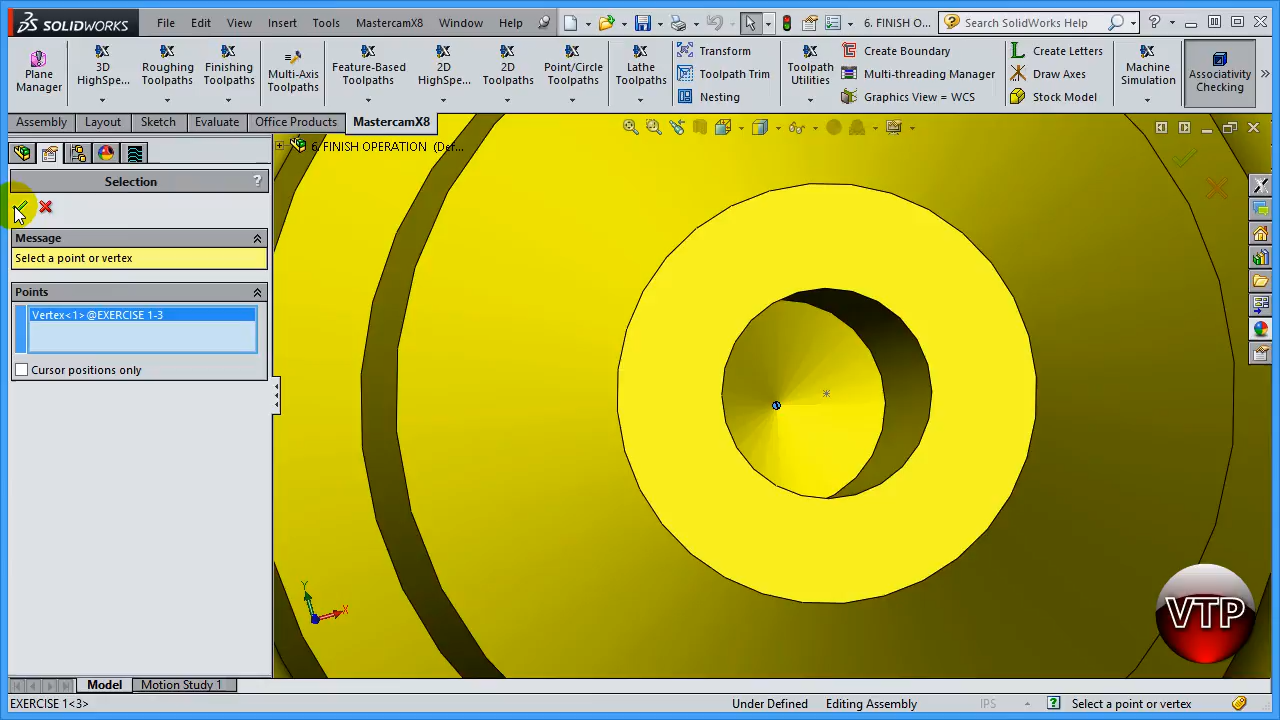 SOLIDWORKS File Edit View Insert Tools MastercamX8 Window Help 6. FINISH O... Search SolidWorks Help
Plane Manager
3D HighSpe...
Roughing Toolpaths
Finishing Toolpaths
Multi-Axis Toolpaths
Feature-Based Toolpaths
2D HighSpe...
2D Toolpaths
Point/Circle Toolpaths
Lathe Toolpaths
Transform
Toolpath Trim
Nesting
Toolpath Utilities
Create Boundary
Multi-threading Manager
Graphics View = WCS
Create Letters
Draw Axes
Stock Model
Machine Simulation
Associativity Checking
Assembly Layout Sketch Evaluate Office Products MastercamX8
6. FINISH OPERATION (Def...
Selection ?
Message
Select a point or vertex
Points
Vertex<1>@EXERCISE 1-3
Cursor positions only
Y
X
VTP
Model Motion Study 1
EXERCISE 1<3> Under Defined Editing Assembly IPS Select a point or vertex